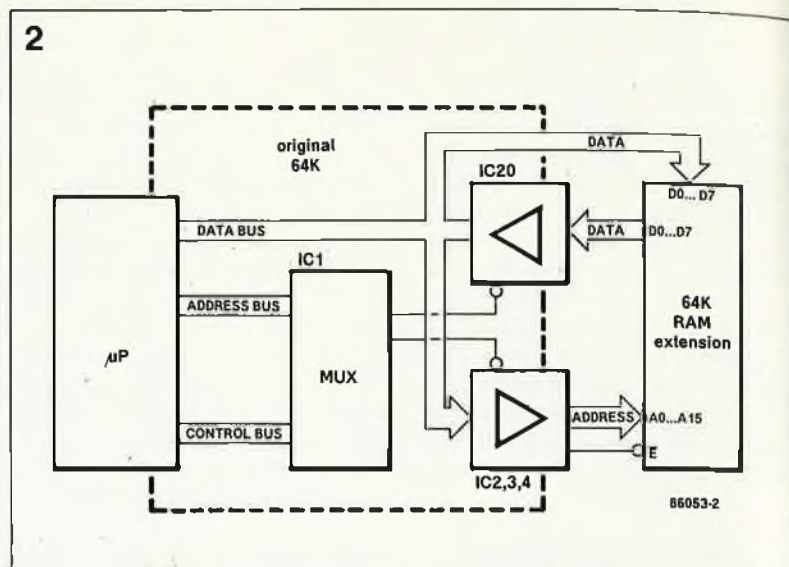 2
original
64K
DATA
IC20
D0... D7
DATA BUS
DATA
D0...D7
IC1
ADDRESS BUS
64K
RAM
extension
µP
MUX
ADDRESS
A0...A15
CONTROL BUS
E
IC2,3,4
86053-2